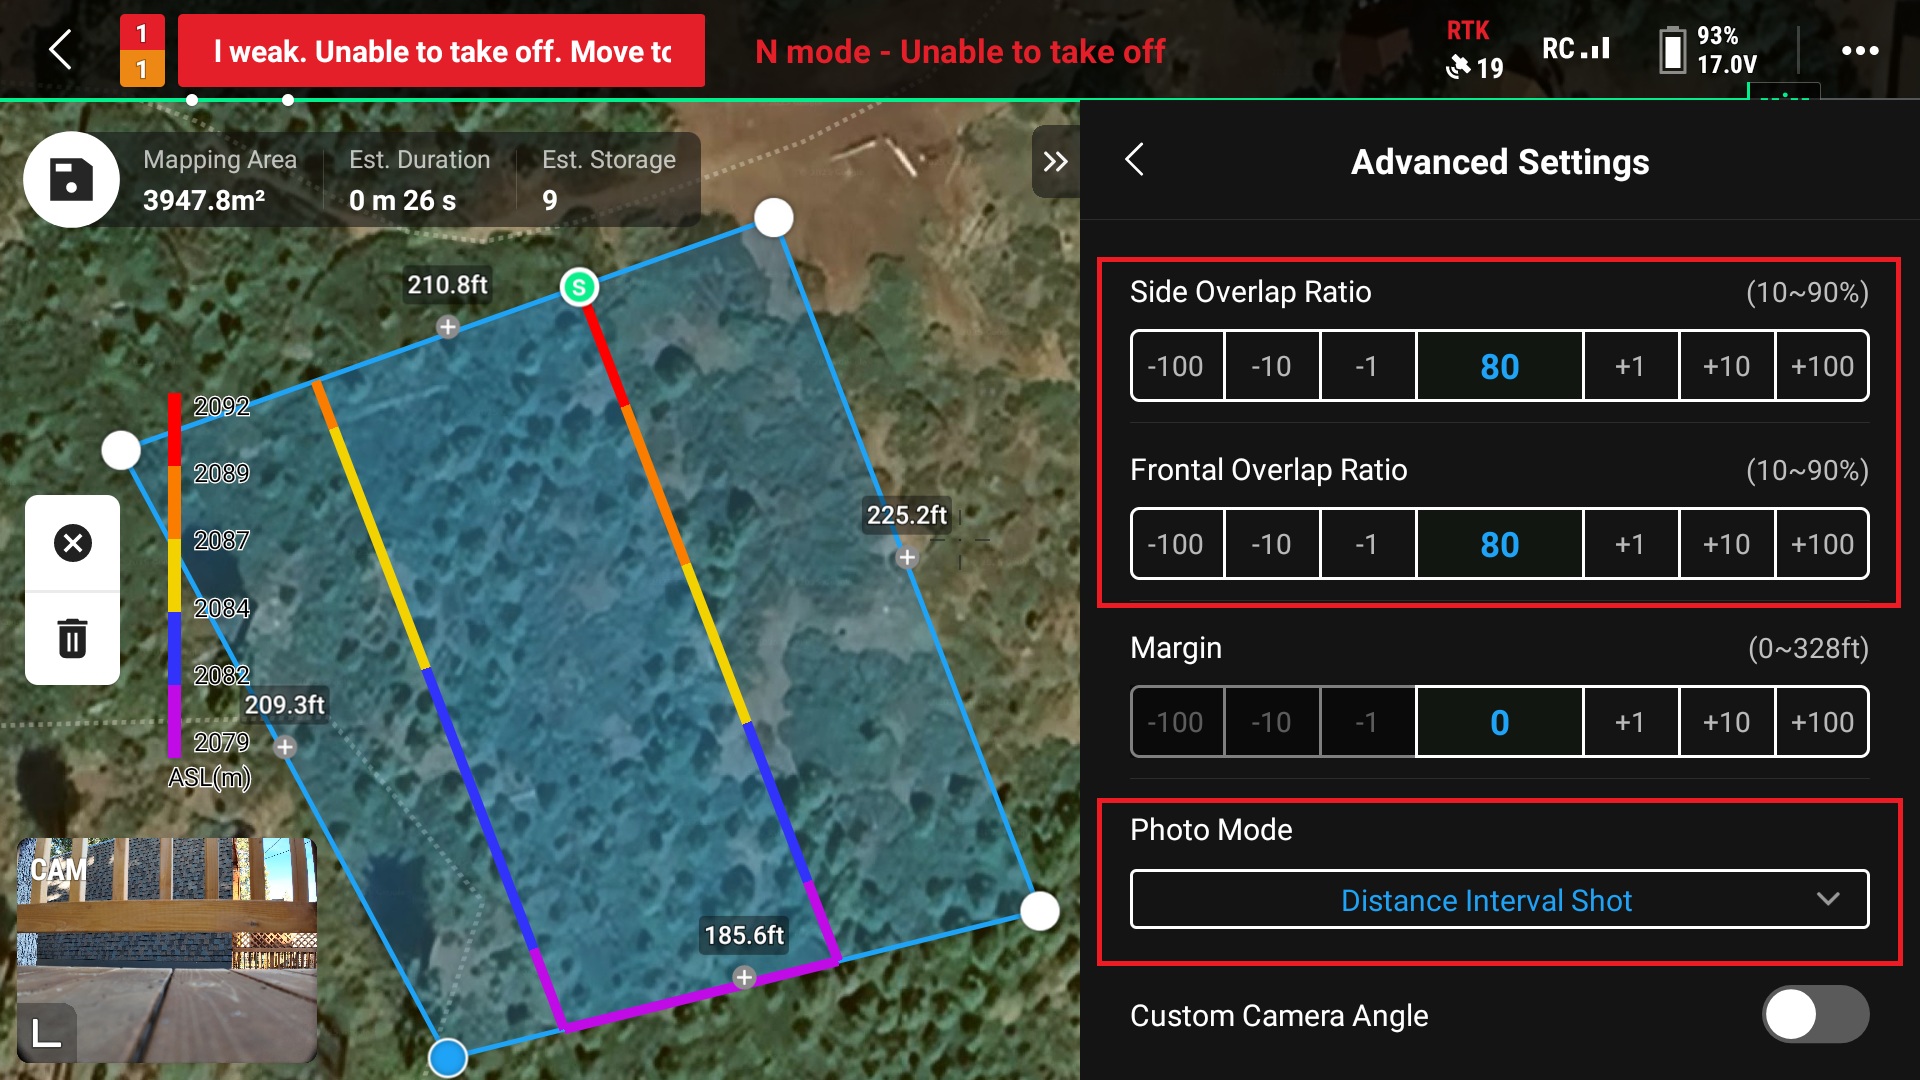 1
1
l weak. Unable to take off. Move to
N mode - Unable to take off
RTK
19
RC
93%
17.0V
Mapping Area
3947.8m²
Est. Duration
0 m 26 s
Est. Storage
9
210.8ft
S
225.2ft
209.3ft
185.6ft
2092
2089
2087
2084
2082
2079
ASL(m)
CAM
Advanced Settings
Side Overlap Ratio (10~90%)
-100 -10 -1 80 +1 +10 +100
Frontal Overlap Ratio (10~90%)
-100 -10 -1 80 +1 +10 +100
Margin (0~328ft)
-100 -10 -1 0 +1 +10 +100
Photo Mode
Distance Interval Shot
Custom Camera Angle